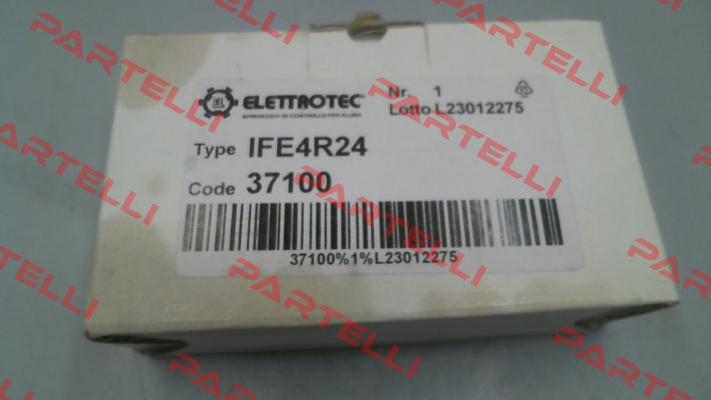 ELETTROTEC
APPARECCHI DI CONTROLLO PER FLUIDI
Nr. 1
Lotto L23012275
Type IFE4R24
Code 37100
37100%1%L23012275
PARTELLI
PARTELLI
PARTELLI
PARTELLI
PARTELLI
PARTELLI
PARTELLI
PARTELLI
PARTELLI